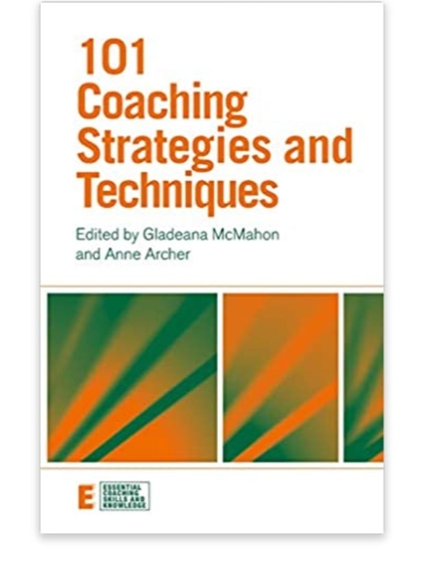 101
Coaching
Strategies and
Techniques
Edited by Gladeana McMahon
and Anne Archer
E
ESSENTIAL
COACHING
SKILLS AND
KNOWLEDGE